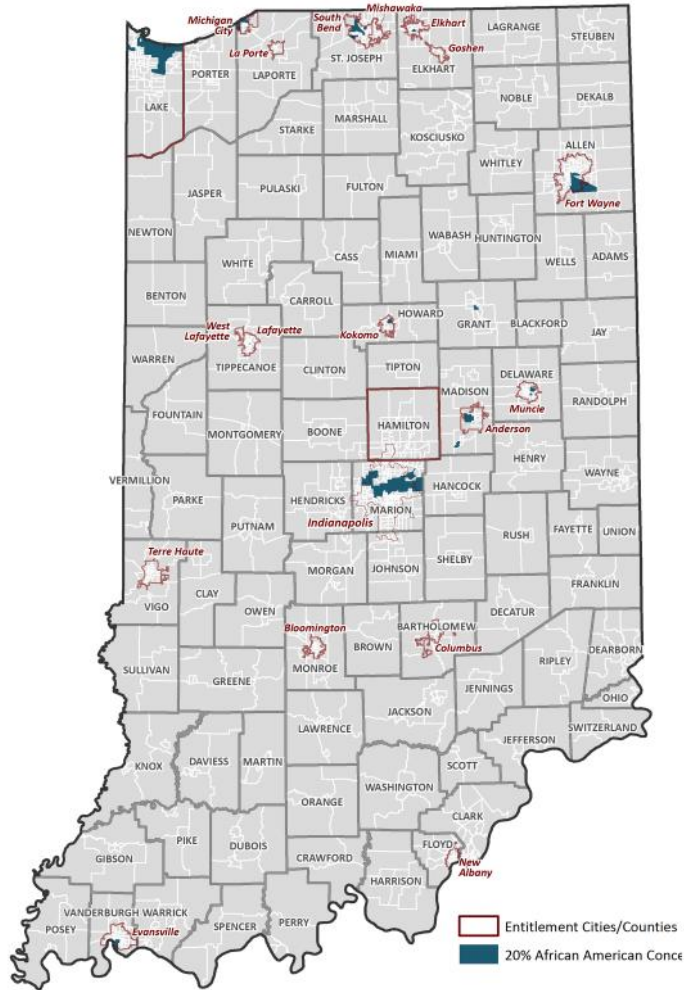 Mishawaka
Michigan
City
South
Bend
Elkhart
La Porte
Goshen
LAGRANGE
STEUBEN
ST. JOSEPH
ELKHART
PORTER
LAPORTE
LAKE
NOBLE
DEKALB
MARSHALL
STARKE
KOSCIUSKO
ALLEN
WHITLEY
JASPER
PULASKI
FULTON
Fort Wayne
NEWTON
WABASH
HUNTINGTON
WHITE
CASS
MIAMI
WELLS
ADAMS
BENTON
CARROLL
HOWARD
GRANT
BLACKFORD
JAY
West
Lafayette
Lafayette
Kokomo
WARREN
TIPPECANOE
CLINTON
TIPTON
MADISON
DELAWARE
Muncie
RANDOLPH
FOUNTAIN
MONTGOMERY
BOONE
HAMILTON
Anderson
HENRY
WAYNE
VERMILLION
PARKE
HENDRICKS
MARION
HANCOCK
PUTNAM
Indianapolis
RUSH
FAYETTE
UNION
Terre Haute
MORGAN
JOHNSON
SHELBY
VIGO
CLAY
OWEN
FRANKLIN
DECATUR
Bloomington
BARTHOLOMEW
MONROE
BROWN
Columbus
DEARBORN
RIPLEY
SULLIVAN
GREENE
JENNINGS
OHIO
JACKSON
SWITZERLAND
LAWRENCE
JEFFERSON
KNOX
DAVIESS
MARTIN
SCOTT
WASHINGTON
ORANGE
CLARK
PIKE
DUBOIS
FLOYD
GIBSON
CRAWFORD
New
Albany
HARRISON
VANDERBURGH
WARRICK
POSEY
Evansville
SPENCER
PERRY
Entitlement Cities/Counties
20% African American Conce